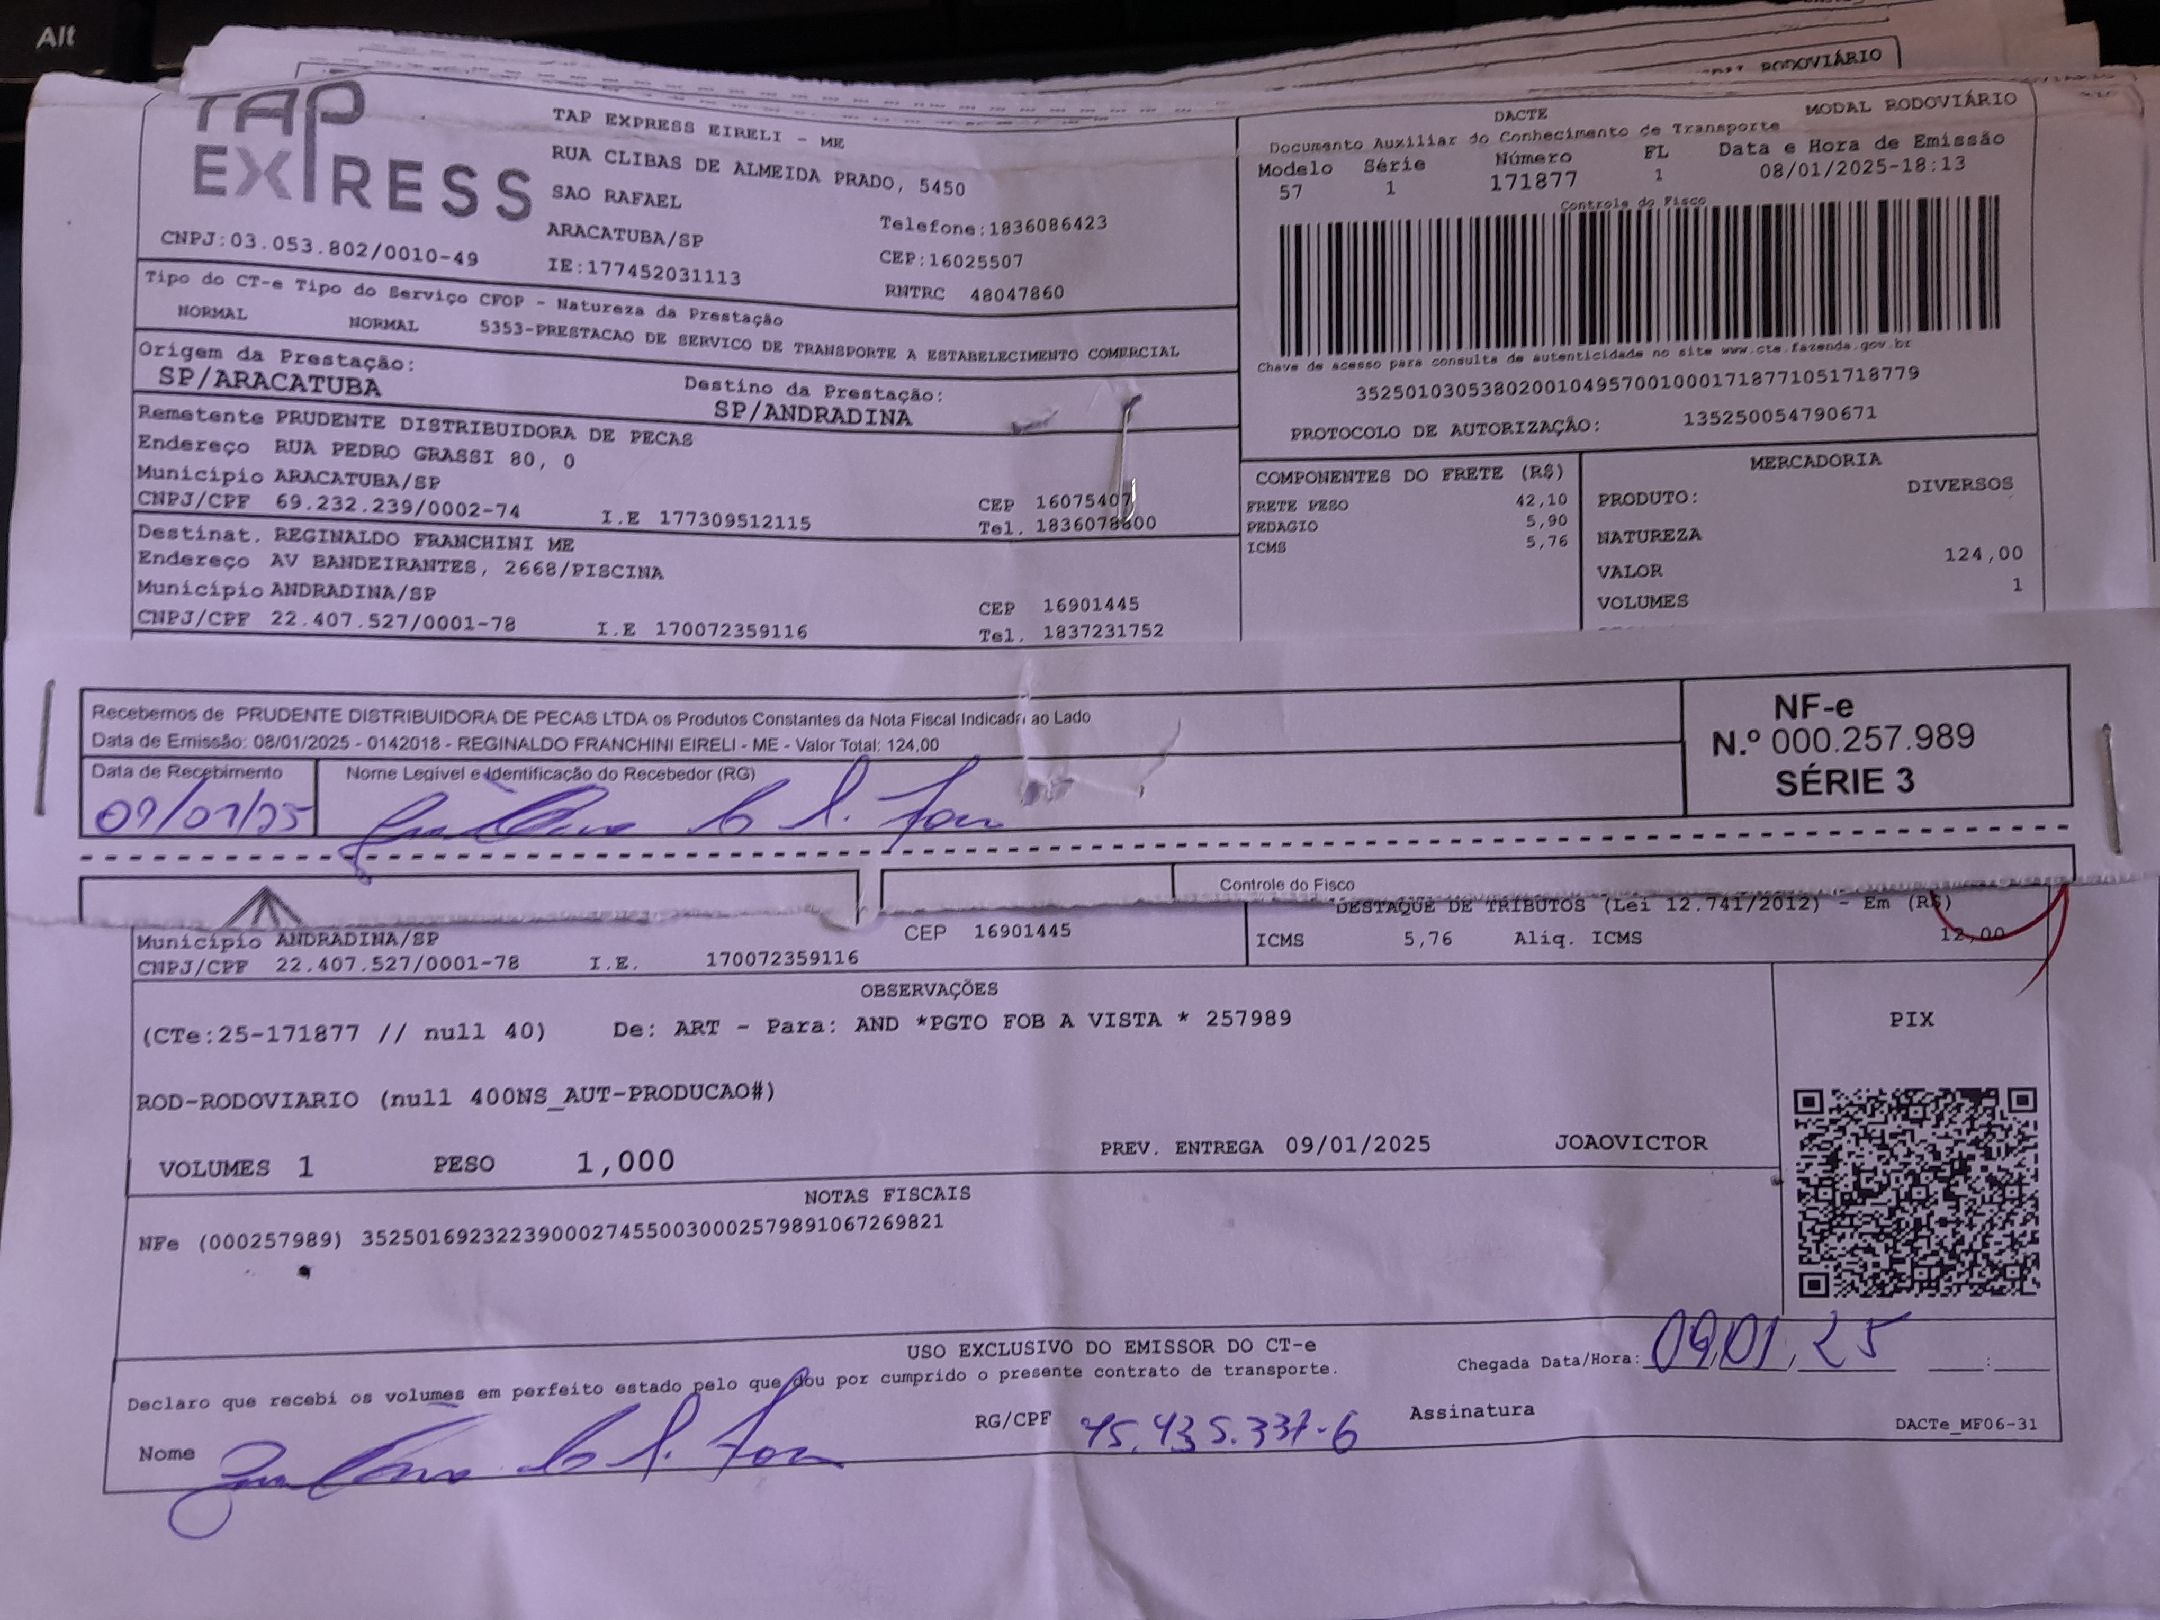 Alt
RODOVIÁRIO
TAP EXPRESS
TAP EXPRESS EIRELI - ME
RUA CLIBAS DE ALMEIDA PRADO, 5450
SAO RAFAEL
ARACATUBA/SP
IE:177452031113
Telefone:1836086423
CEP:16025507
RNTRC 48047860
CNPJ:03.053.802/0010-49
DACTE
MODAL RODOVIÁRIO
Documento Auxiliar do Conhecimento de Transporte
Modelo Série Número FL Data e Hora de Emissão
57 1 171877 1 08/01/2025-18:13
Controle do Fisco
Chave de acesso para consulta de autenticidade no site www.cte.fazenda.gov.br
35250103053802001049570010001718771051718779
PROTOCOLO DE AUTORIZAÇÃO: 135250054790671
Tipo do CT-e Tipo do Serviço CFOP - Natureza da Prestação
NORMAL NORMAL 5353-PRESTACAO DE SERVICO DE TRANSPORTE A ESTABELECIMENTO COMERCIAL
Origem da Prestação: Destino da Prestação:
SP/ARACATUBA SP/ANDRADINA
Remetente PRUDENTE DISTRIBUIDORA DE PECAS
Endereço RUA PEDRO GRASSI 80, 0
Município ARACATUBA/SP CEP 16075407
CNPJ/CPF 69.232.239/0002-74 I.E 177309512115 Tel. 1836078800
Destinat. REGINALDO FRANCHINI ME
Endereço AV BANDEIRANTES, 2668/PISCINA
Município ANDRADINA/SP CEP 16901445
CNPJ/CPF 22.407.527/0001-78 I.E 170072359116 Tel. 1837231752
COMPONENTES DO FRETE (R$)
FRETE PESO 42,10
PEDAGIO 5,90
ICMS 5,76
MERCADORIA
PRODUTO: DIVERSOS
NATUREZA
VALOR 124,00
VOLUMES 1
Recebemos de PRUDENTE DISTRIBUIDORA DE PECAS LTDA os Produtos Constantes da Nota Fiscal Indicada ao Lado
Data de Emissão: 08/01/2025 - 0142018 - REGINALDO FRANCHINI EIRELI - ME - Valor Total: 124,00
Data de Recebimento Nome Legível e Identificação do Recebedor (RG)
09/01/25
NF-e
N.º 000.257.989
SÉRIE 3
Controle do Fisco
DESTAQUE DE TRIBUTOS (Lei 12.741/2012) - Em (R$)
Município ANDRADINA/SP CEP 16901445
CNPJ/CPF 22.407.527/0001-78 I.E. 170072359116
ICMS 5,76 Aliq. ICMS 12,00
OBSERVAÇÕES
(CTe:25-171877 // null 40) De: ART - Para: AND *PGTO FOB A VISTA * 257989
ROD-RODOVIARIO (null 400NS_AUT-PRODUCAO#)
PIX
VOLUMES 1 PESO 1,000 PREV. ENTREGA 09/01/2025 JOAOVICTOR
NOTAS FISCAIS
NFe (000257989) 35250169232239000274550030002579891067269821
USO EXCLUSIVO DO EMISSOR DO CT-e
Declaro que recebi os volumes em perfeito estado pelo que dou por cumprido o presente contrato de transporte.
Chegada Data/Hora: 09/01/25 :
Nome
RG/CPF 45.435.337-6 Assinatura
DACTe_MF06-31